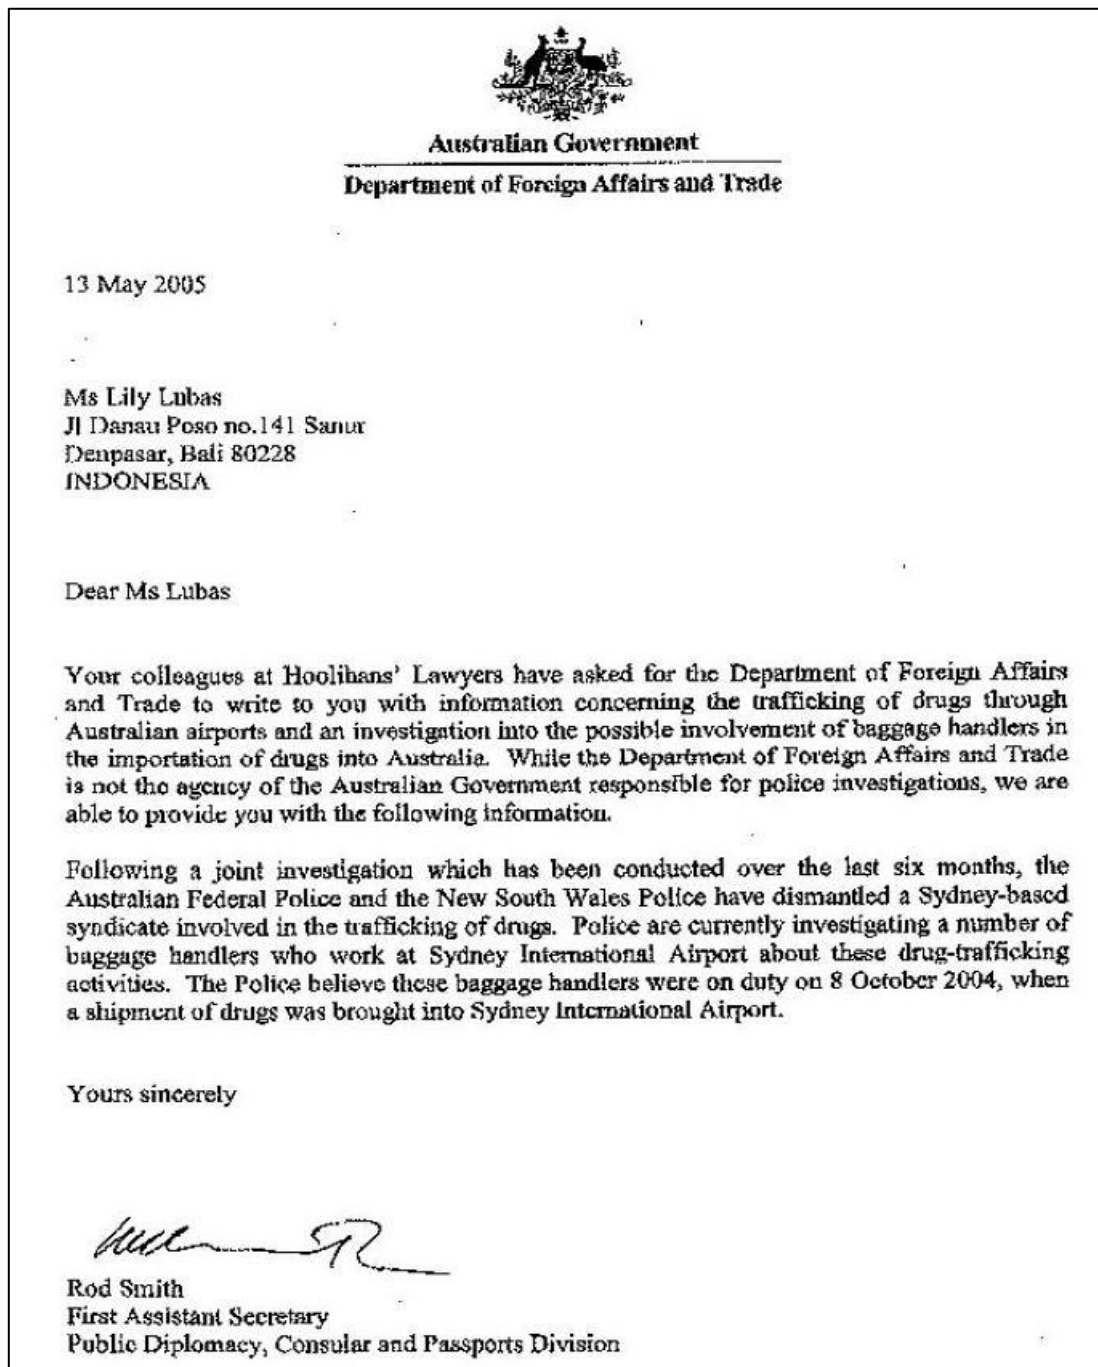 Australian Government
Department of Foreign Affairs and Trade
13 May 2005
Ms Lily Lubas
Jl Danau Poso no.141 Sanur
Denpasar, Bali 80228
INDONESIA
Dear Ms Lubas
Your colleagues at Hoolihans' Lawyers have asked for the Department of Foreign Affairs
and Trade to write to you with information concerning the trafficking of drugs through
Australian airports and an investigation into the possible involvement of baggage handlers in
the importation of drugs into Australia. While the Department of Foreign Affairs and Trade
is not the agency of the Australian Government responsible for police investigations, we are
able to provide you with the following information.
Following a joint investigation which has been conducted over the last six months, the
Australian Federal Police and the New South Wales Police have dismantled a Sydney-based
syndicate involved in the trafficking of drugs. Police are currently investigating a number of
baggage handlers who work at Sydney International Airport about these drug-trafficking
activities. The Police believe these baggage handlers were on duty on 8 October 2004, when
a shipment of drugs was brought into Sydney International Airport.
Yours sincerely
Rod Smith
First Assistant Secretary
Public Diplomacy, Consular and Passports Division